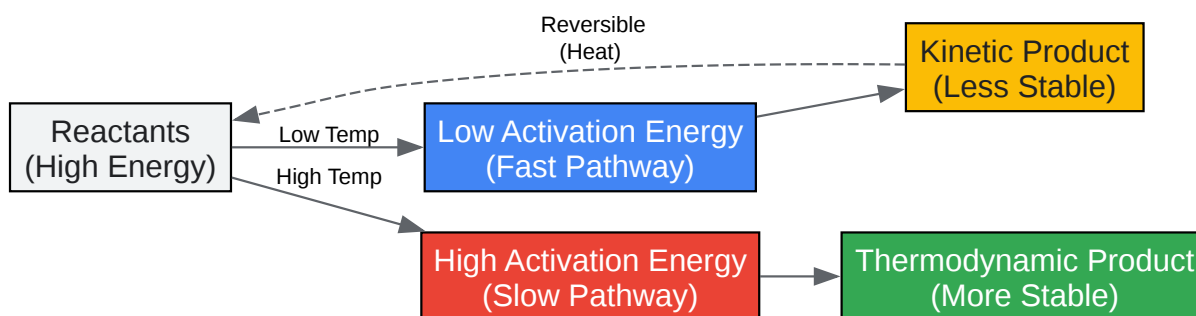 Reversible
(Heat)
Kinetic Product
(Less Stable)
Reactants
(High Energy)
Low Temp
Low Activation Energy
(Fast Pathway)
High Temp
High Activation Energy
(Slow Pathway)
Thermodynamic Product
(More Stable)